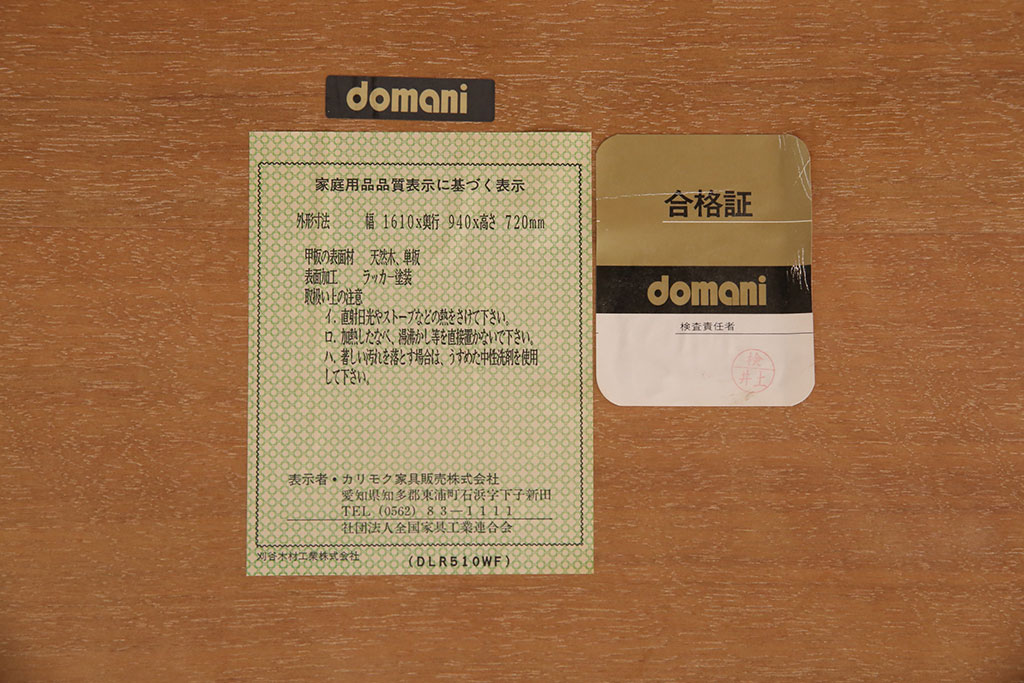 domani
家庭用品品質表示に基づく表示
外形寸法 幅 1610x奥行 940x高さ 720mm
甲板の表面材 天然木、単板
表面加工 ラッカー塗装
取扱い上の注意
イ. 直射日光やストーブなどの熱をさけて下さい。
ロ. 加熱したなべ、湯沸かし等を直接置かないで下さい。
ハ. 著しい汚れを落とす場合は、うすめた中性洗剤を使用
して下さい。
表示者・カリモク家具販売株式会社
愛知県知多郡東浦町石浜字下子新田
TEL (0562) 83―1111
社団法人全国家具工業連合会
刈谷木材工業株式会社
(DLR510WF)
合格証
domani
検査責任者
検
井上